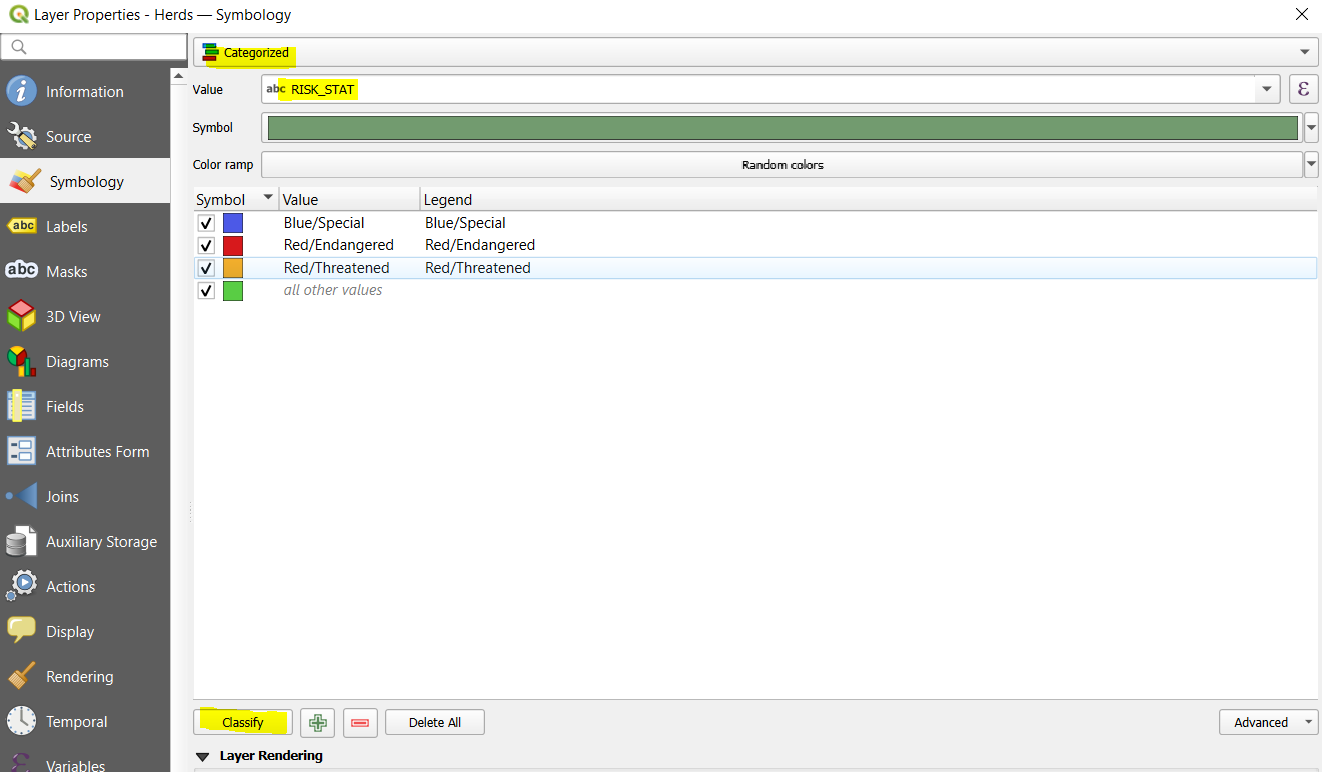 Layer Properties - Herds — Symbology
Categorized
Value abc RISK_STAT ε
Symbol
Color ramp Random colors
Information
Source
Symbology
abc Labels
abc Masks
3D View
Diagrams
Fields
Attributes Form
Joins
Auxiliary Storage
Actions
Display
Rendering
Temporal
ε Variables
Symbol Value Legend
Blue/Special Blue/Special
Red/Endangered Red/Endangered
Red/Threatened Red/Threatened
all other values
Classify Delete All Advanced
Layer Rendering